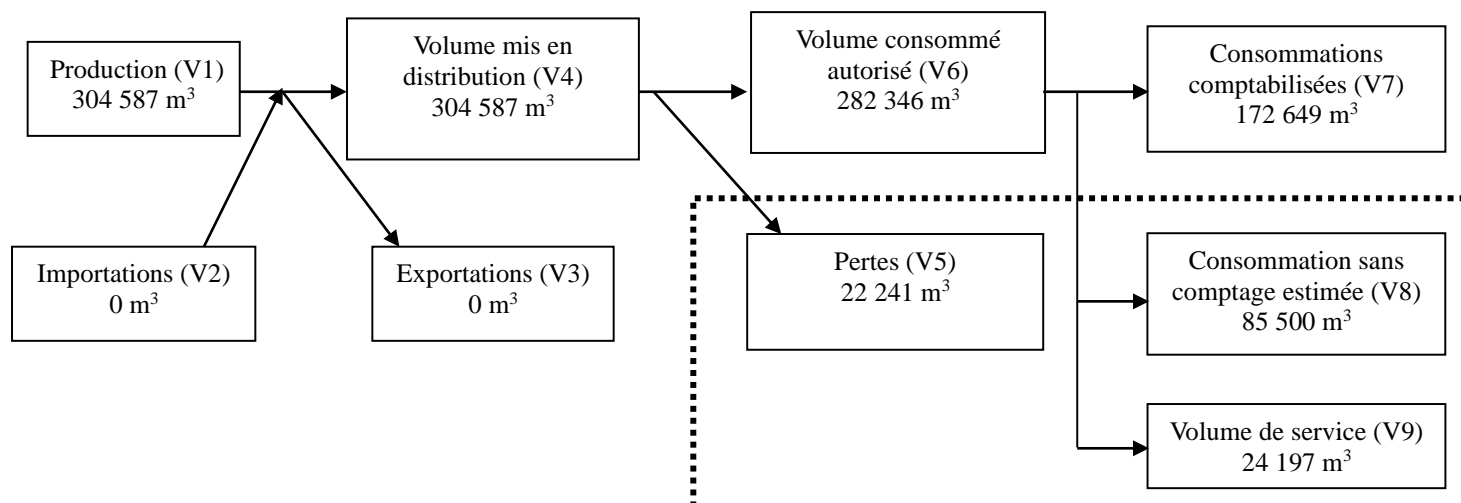 Production (V1)
304 587 m³
Volume mis en
distribution (V4)
304 587 m³
Volume consommé
autorisé (V6)
282 346 m³
Consommations
comptabilisées (V7)
172 649 m³
Importations (V2)
0 m³
Exportations (V3)
0 m³
Pertes (V5)
22 241 m³
Consommation sans
comptage estimée (V8)
85 500 m³
Volume de service (V9)
24 197 m³